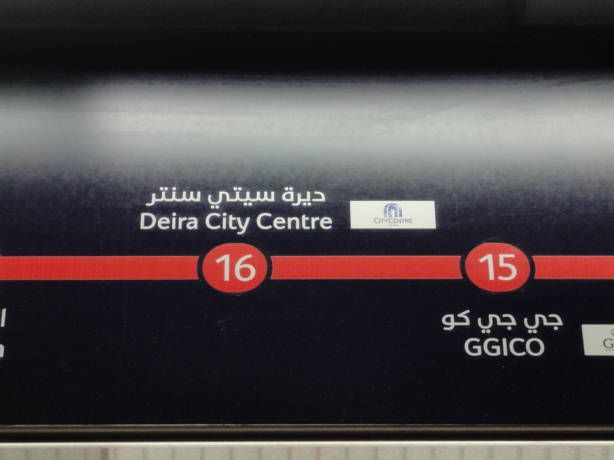 ديرة سيتي سنتر
Deira City Centre
CITYCENTRE
16
15
جي جي كو
GGICO